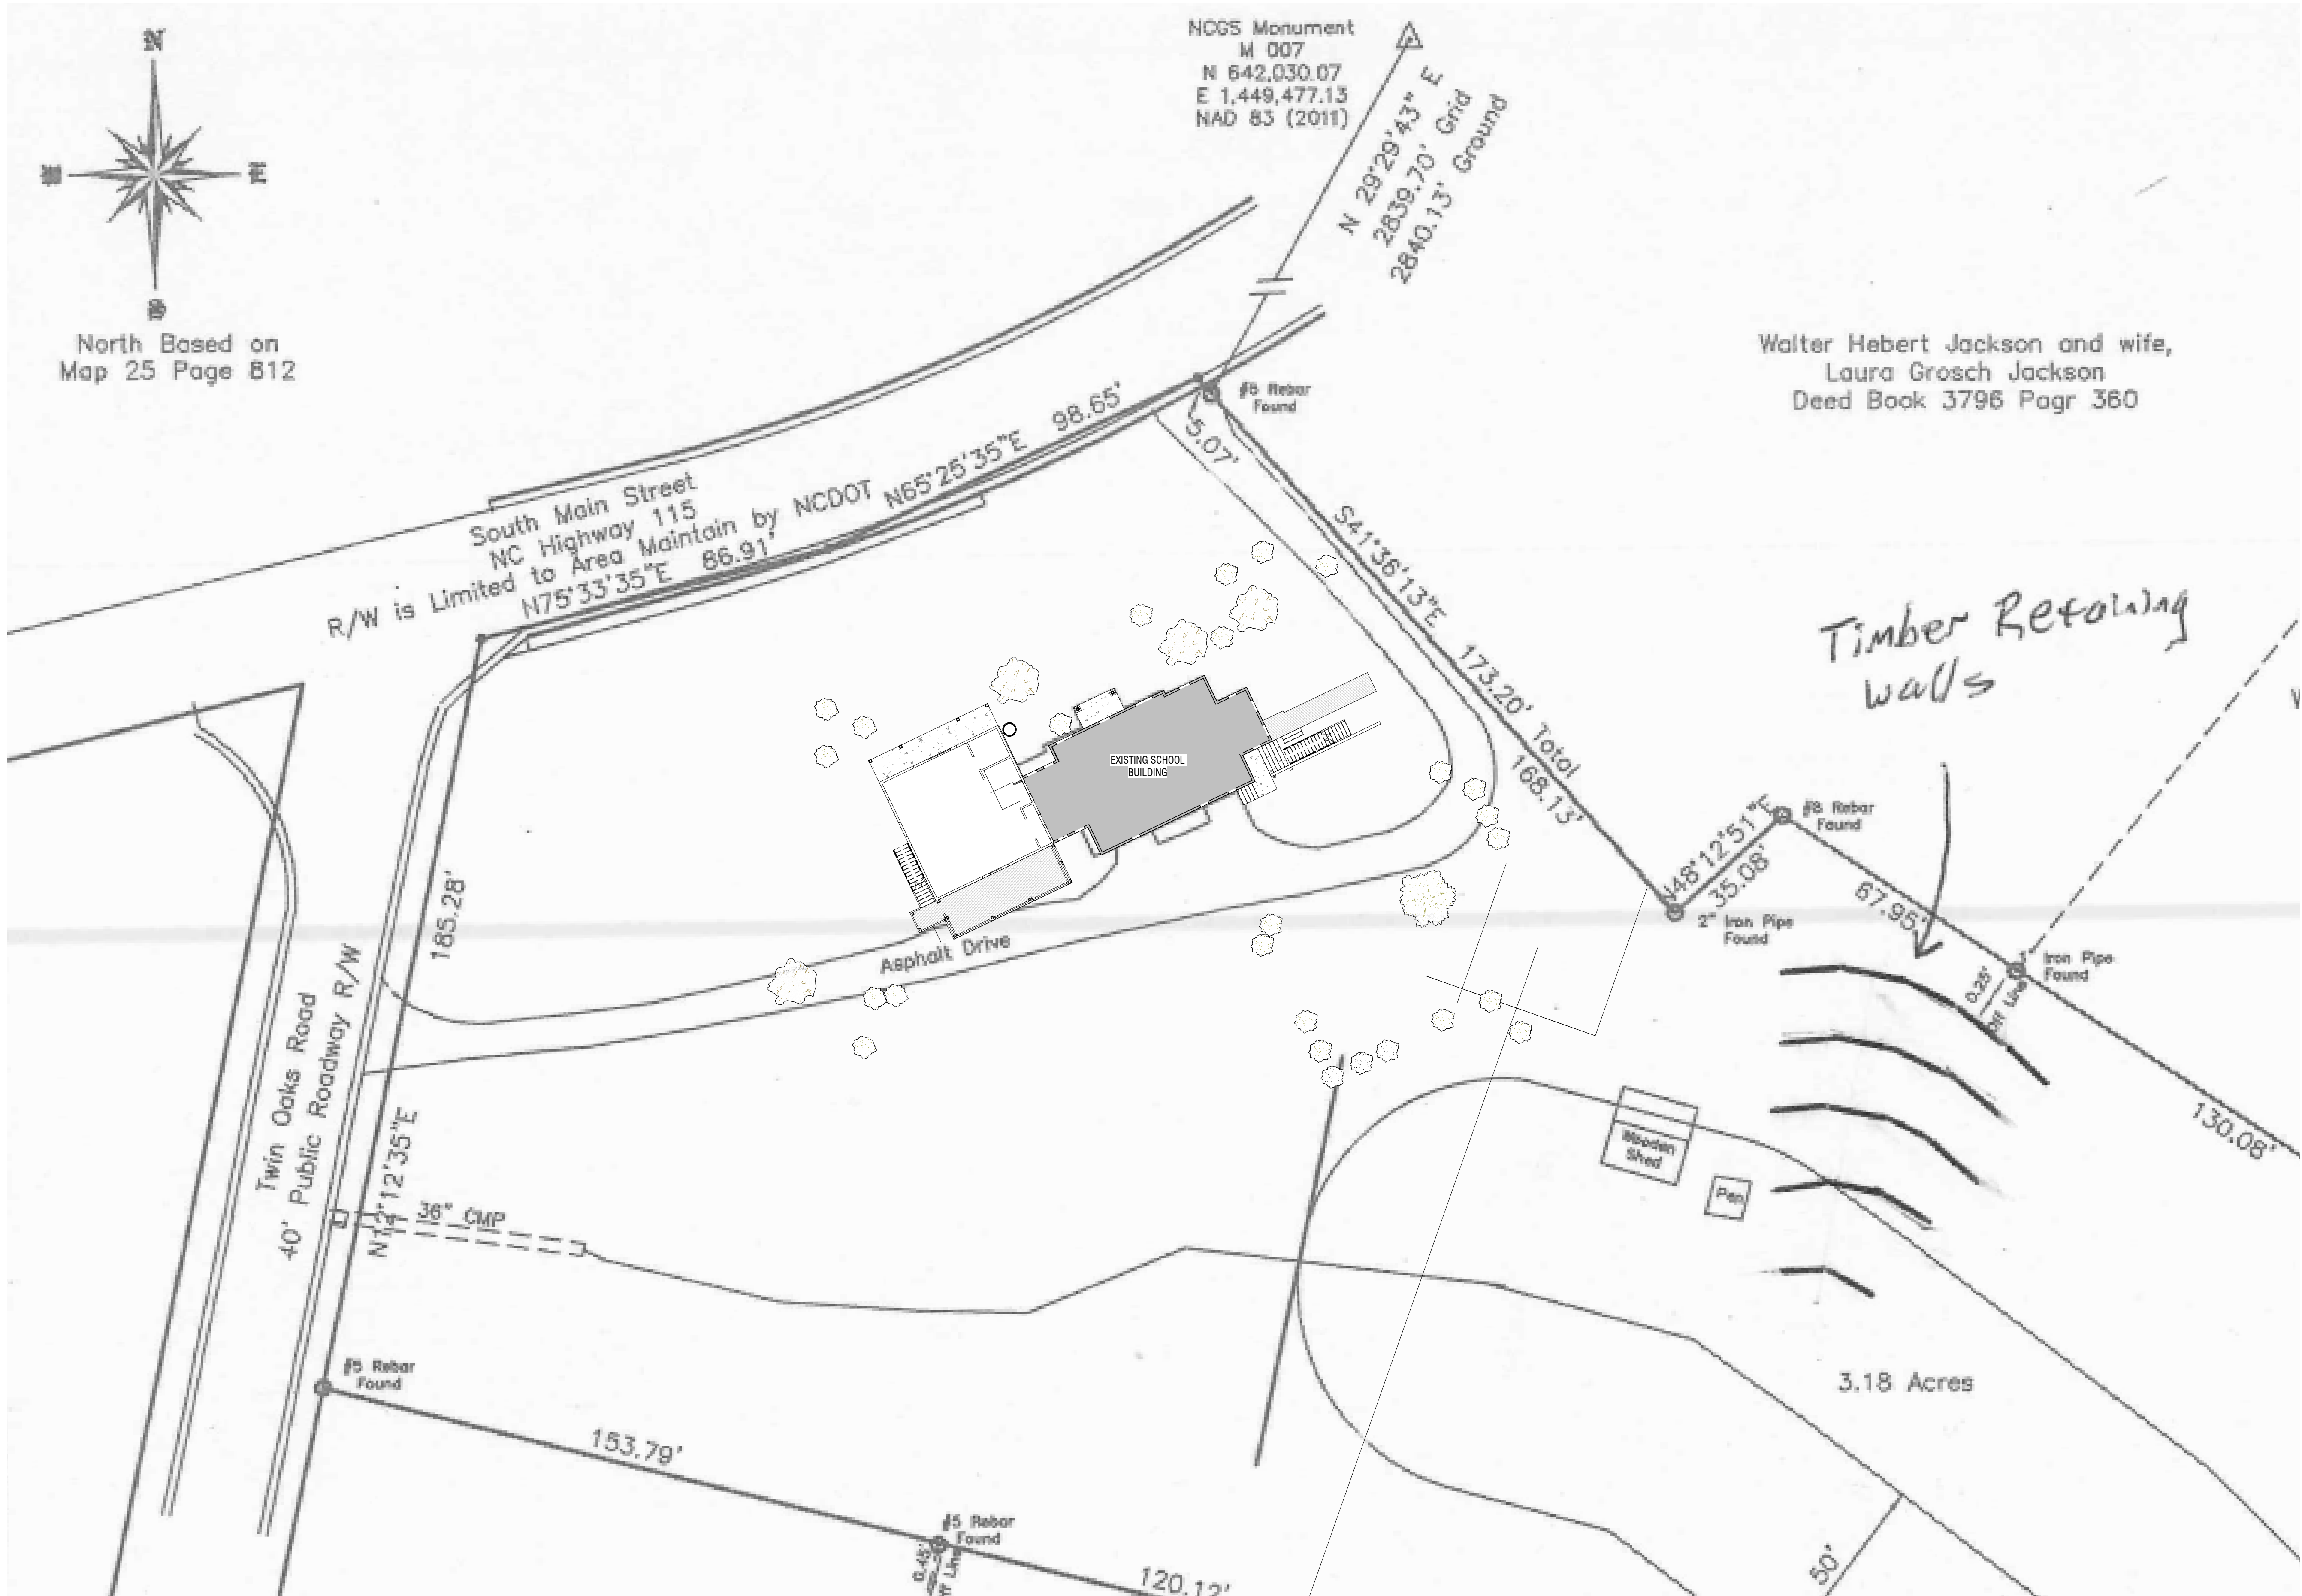 N
North Based on
Map 25 Page 812
NCGS Monument
M 007
N 642,030.07
E 1,449,477.13
NAD 83 (2011)
N 29°29'43" E
2839.70' Grid
2840.13' Ground
Walter Hebert Jackson and wife,
Laura Grosch Jackson
Deed Book 3796 Pagr 360
Rebar
Found
5.07'
South Main Street
NC Highway 115
R/W is Limited to Area Maintain by NCDOT
N75°33'35"E 86.91'
N65°25'35"E 98.65'
S41°36'13"E 173.20' Total
168.13'
Timber Retaining
walls
EXISTING SCHOOL
BUILDING
N48°12'51"E
35.08'
Rebar
Found
2" Iron Pipe
Found
67.95'
Iron Pipe
Found
0.25'
Off Line
130.08'
185.28'
N12°12'35"E
Asphalt Drive
Twin Oaks Road
40' Public Roadway R/W
36" CMP
Wooden
Shed
Pen
3.18 Acres
#5 Rebar
Found
153.79'
#5 Rebar
Found
0.45'
Line
120.12'
50'